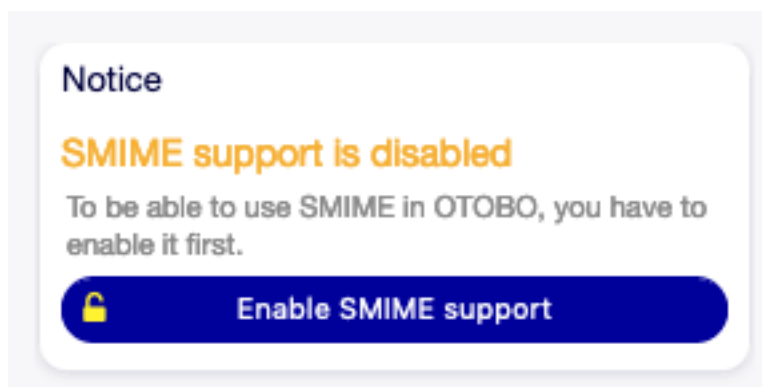 Notice
SMIME support is disabled
To be able to use SMIME in OTOBO, you have to
enable it first.
Enable SMIME support